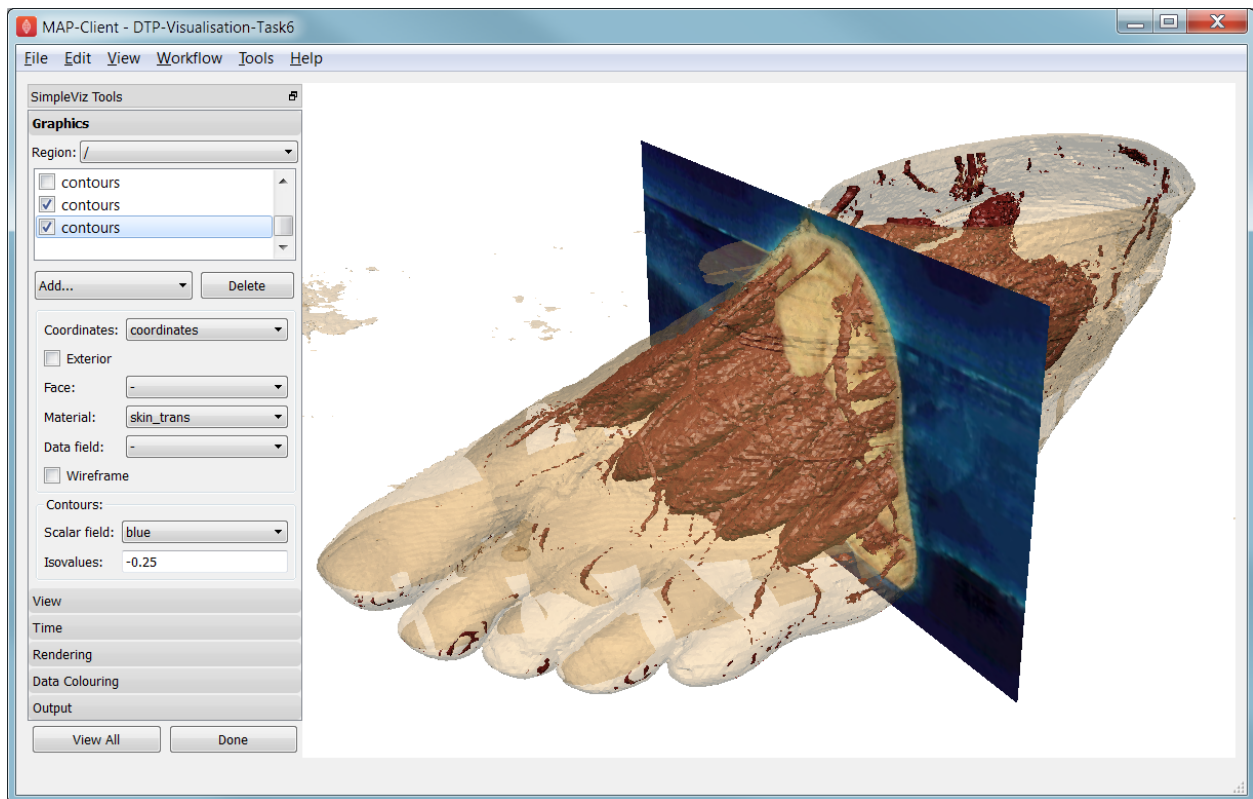 MAP-Client - DTP-Visualisation-Task6
File Edit View Workflow Tools Help
SimpleViz Tools
Graphics
Region: /
contours
contours
contours
Add... Delete
Coordinates: coordinates
Exterior
Face: -
Material: skin_trans
Data field: -
Wireframe
Contours:
Scalar field: blue
Isovalues: -0.25
View
Time
Rendering
Data Colouring
Output
View All Done